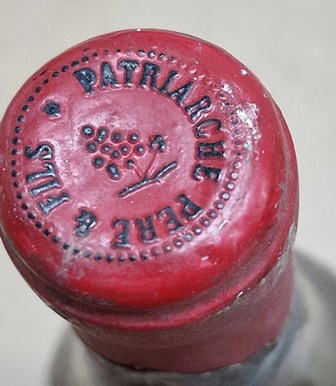 PATRIARCHE PERE & FILS